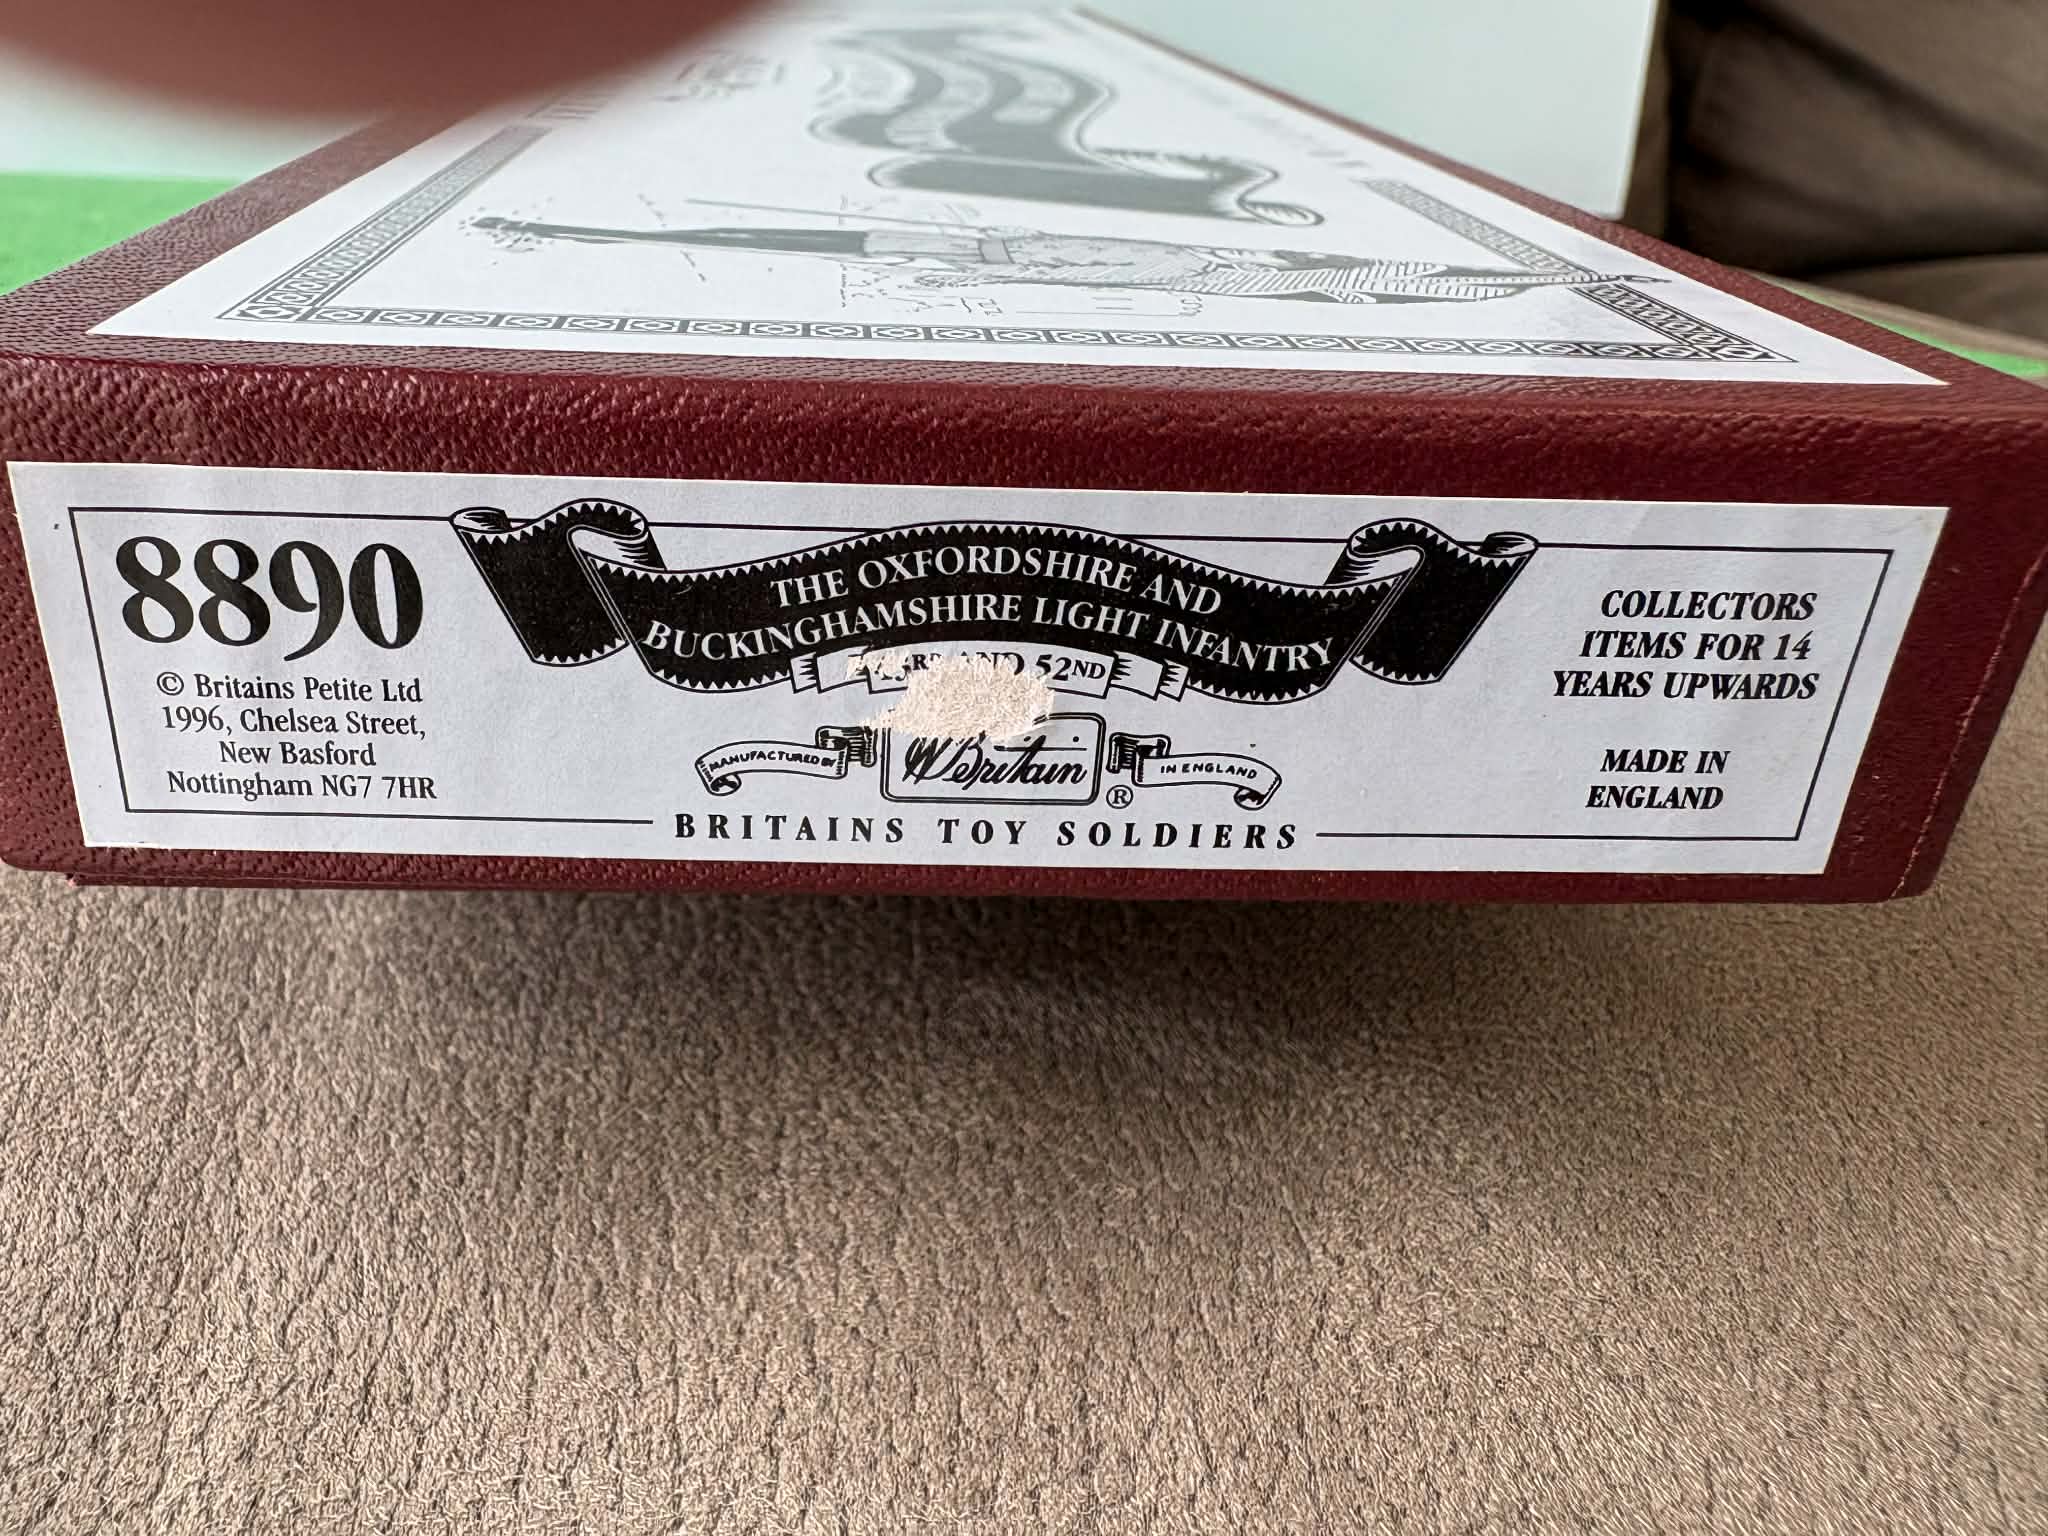 8890
© Britains Petite Ltd
1996, Chelsea Street,
New Basford
Nottingham NG7 7HR
THE OXFORDSHIRE AND
BUCKINGHAMSHIRE LIGHT INFANTRY
AND 52ND
MANUFACTURED BY
W Britain
®
IN ENGLAND
BRITAINS TOY SOLDIERS
COLLECTORS
ITEMS FOR 14
YEARS UPWARDS
MADE IN
ENGLAND